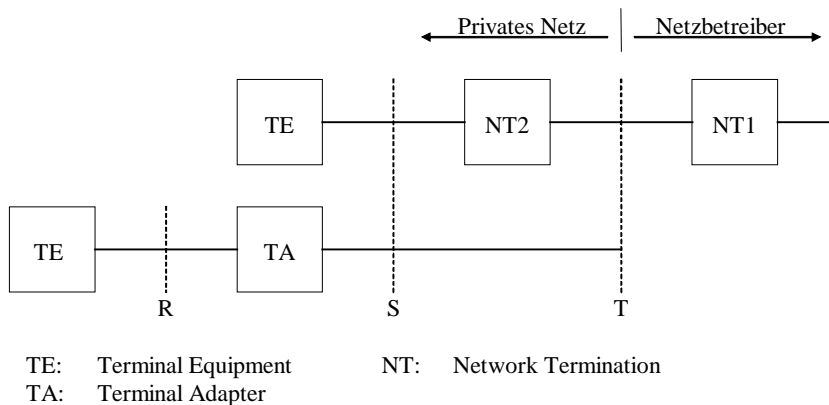 Privates Netz Netzbetreiber
TE NT2 NT1
TE TA
R S T
TE: Terminal Equipment NT: Network Termination
TA: Terminal Adapter